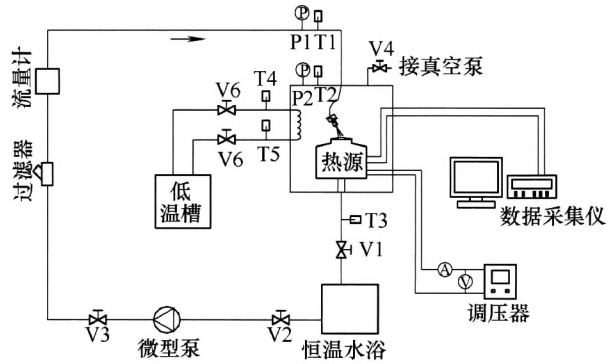 P
P1
T1
V4
接真空泵
流量计
V6
T4
P
P2
T2
V6
T5
热源
过滤器
低
温槽
数据采集仪
T3
V1
A
V
调压器
V3
微型泵
V2
恒温水浴